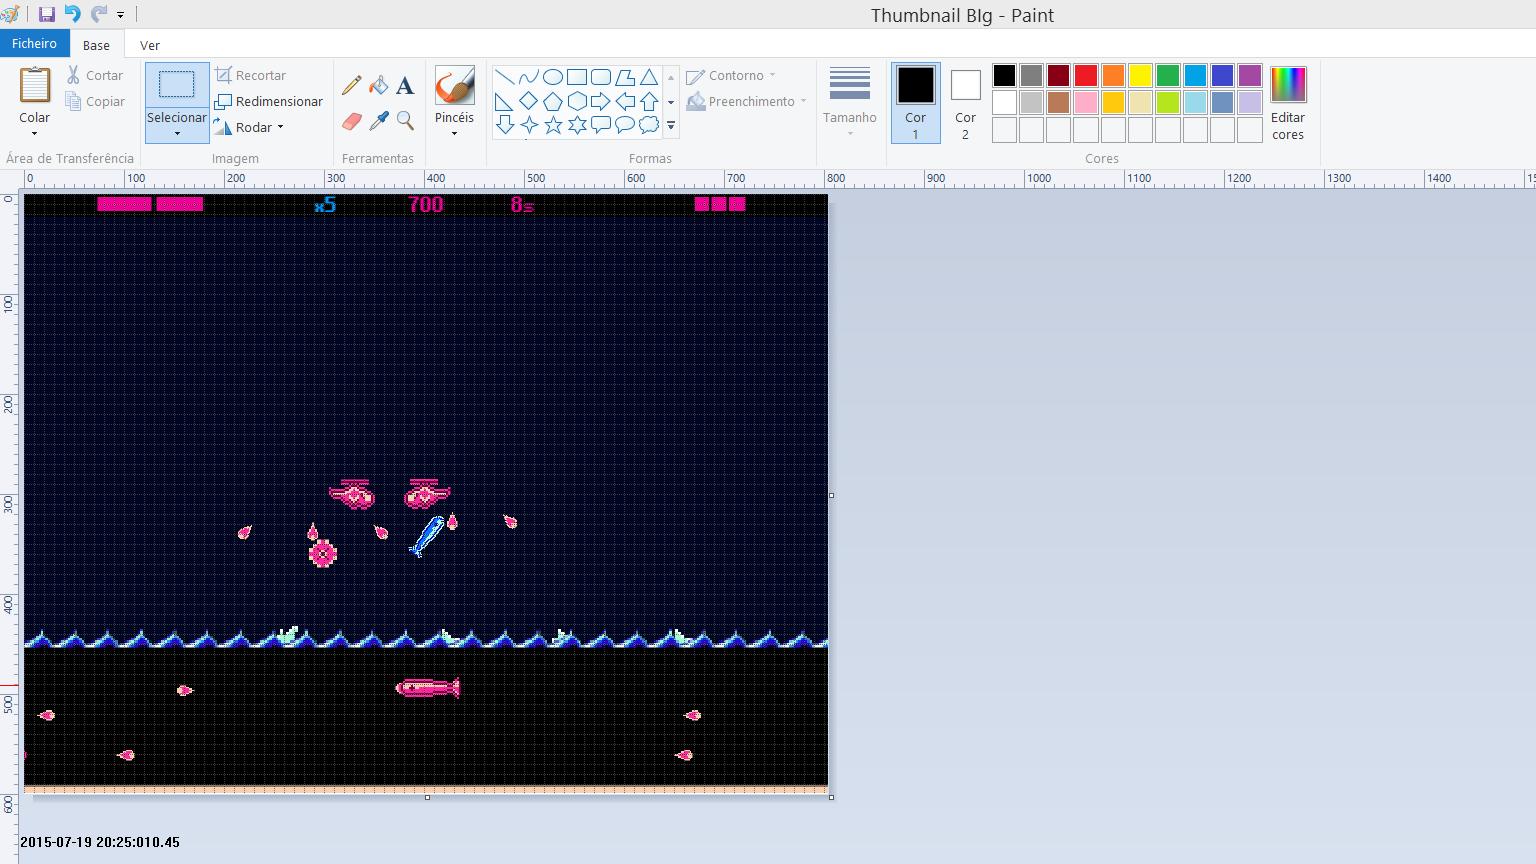 Thumbnail BIg - Paint
Ficheiro Base Ver
Colar
Cortar
Copiar
Área de Transferência
Selecionar
Recortar
Redimensionar
Rodar
Imagem
A
Ferramentas
Pincéis
Contorno
Preenchimento
Formas
Tamanho
Cor
1
Cor
2
Editar
cores
Cores
0 100 200 300 400 500 600 700 800 900 1000 1100 1200 1300 1400 15
0
100
200
300
400
500
600
x5 700 8s
2015-07-19 20:25:010.45